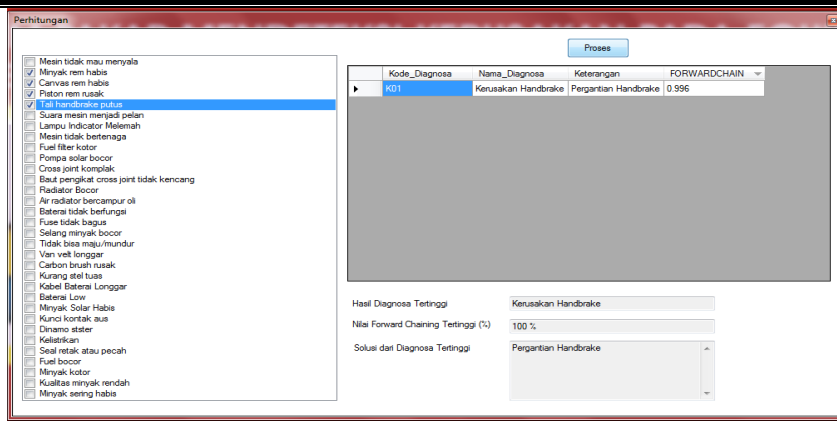 Perhitungan
Mesin tidak mau menyala
Minyak rem habis
Canvas rem habis
Piston rem rusak
Tali handbrake putus
Suara mesin menjadi pelan
Lampu Indicator Melemah
Mesin tidak bertenaga
Fuel filter kotor
Pompa solar bocor
Cross joint komplak
Baut pengikat cross joint tidak kencang
Radiator Bocor
Air radiator bercampur oli
Baterai tidak berfungsi
Fuse tidak bagus
Selang minyak bocor
Tidak bisa maju/mundur
Van velt longgar
Carbon brush rusak
Kurang stel tuas
Kabel Baterai Longgar
Baterai Low
Minyak Solar Habis
Kunci kontak aus
Dinamo stster
Kelistrikan
Seal retak atau pecah
Fuel bocor
Minyak kotor
Kualitas minyak rendah
Minyak sering habis
Proses
Kode_Diagnosa Nama_Diagnosa Keterangan FORWARDCHAIN
K01 Kerusakan Handbrake Pergantian Handbrake 0.996
Hasil Diagnosa Tertinggi Kerusakan Handbrake
Nilai Forward Chaining Tertinggi (%) 100 %
Solusi dari Diagnosa Tertinggi Pergantian Handbrake